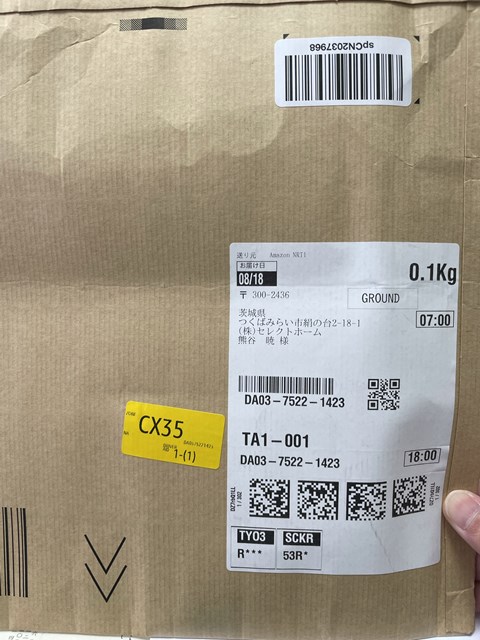 spCN2037968
送り元 Amazon NRT1
お届け日
08/18
0.1Kg
〒 300-2436
GROUND
茨城県
07:00
つくばみらい市絹の台2-18-1
(株)セレクトホーム
熊谷 暁 様
DA03-7522-1423
TA1-001
DA03-7522-1423
18:00
CX35
1-(1)
TYO3
SCKR
R***
53R*